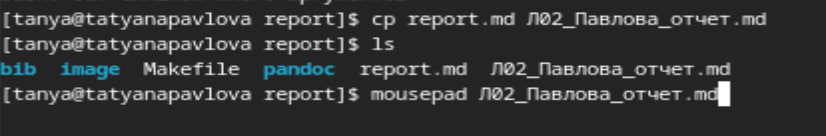 [tanya@tatyanapavlova report]$ cp report.md Л02_Павлова_отчет.md
[tanya@tatyanapavlova report]$ ls
bib image Makefile pandoc report.md Л02_Павлова_отчет.md
[tanya@tatyanapavlova report]$ mousepad Л02_Павлова_отчет.md